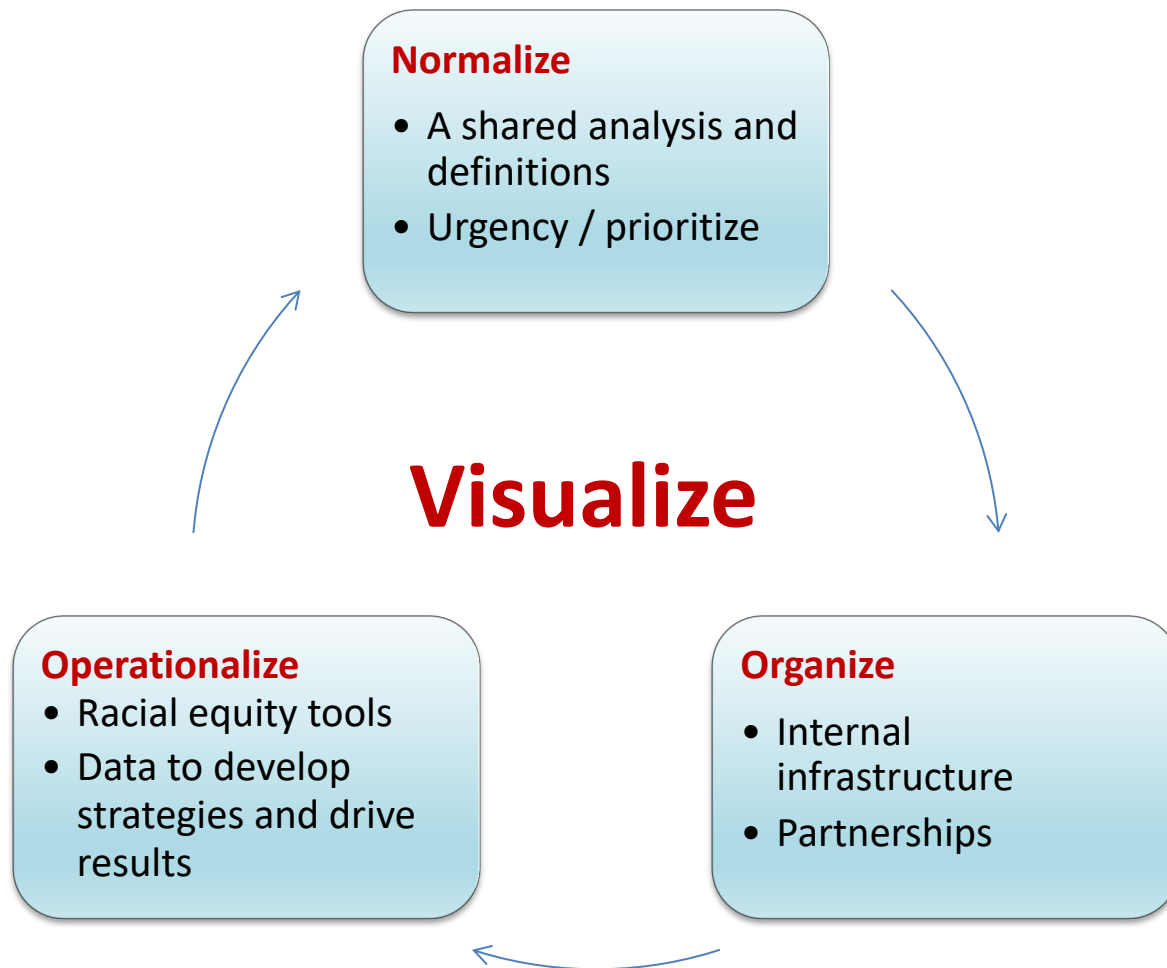 Normalize
• A shared analysis and
definitions
• Urgency / prioritize
Visualize
Operationalize
• Racial equity tools
• Data to develop
strategies and drive
results
Organize
• Internal
infrastructure
• Partnerships